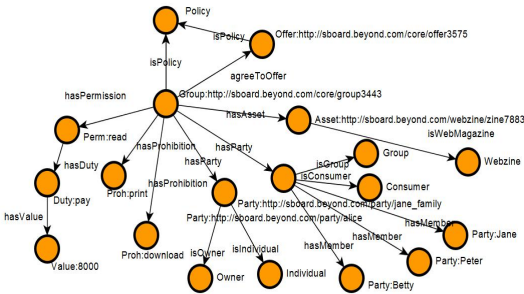 Policy
isPolicy
Offer:http://sboard.beyond.com/core/offer3575
isPolicy
agreeToOffer
hasPermission
Group:http://sboard.beyond.com/core/group3443
hasAsset
Asset:http://sboard.beyond.com/webzine/zine7883
isWebMagazine
Perm:read
hasProhibition
hasParty
hasParty
isGroup
Group
Webzine
hasDuty
Proh:print
hasProhibition
isConsumer
Consumer
Duty:pay
Party:http://sboard.beyond.com/party/jane_family
Party:http://sboard.beyond.com/party/alice
hasValue
hasMember
Party:Jane
hasMember
hasMember
isOwner
isIndividual
Value:8000
Proh:download
Party:Peter
Owner
Individual
Party:Betty